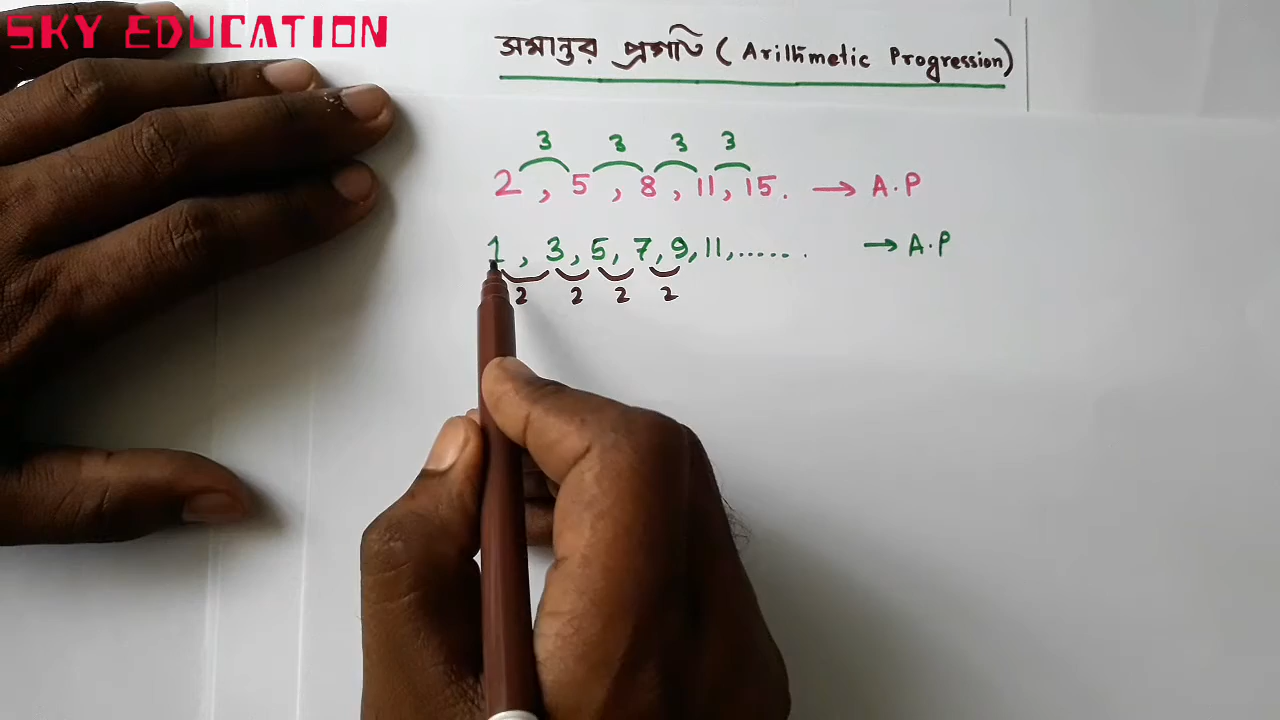 SKY EDUCATION
সমান্তর প্রগতি (Arithmetic Progression)
3 3 3 3
2, 5, 8, 11, 15. → A.P
1, 3, 5, 7, 9, 11, ...... → A.P
2 2 2 2